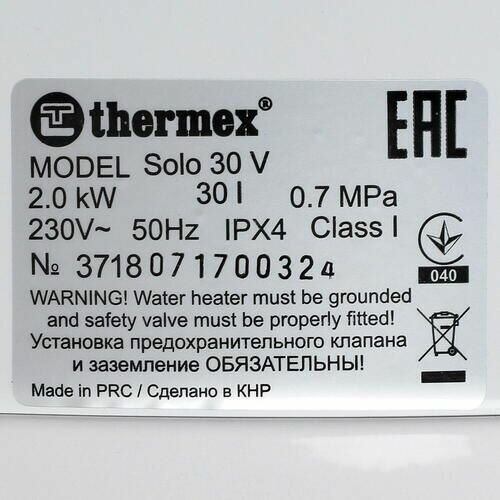 thermex®
EAC
MODEL Solo 30 V
2.0 kW 30 l 0.7 MPa
230V~ 50Hz IPX4 Class I
№ 3718071700324
040
WARNING! Water heater must be grounded
and safety valve must be properly fitted!
Установка предохранительного клапана
и заземление ОБЯЗАТЕЛЬНЫ!
Made in PRC / Сделано в КНР